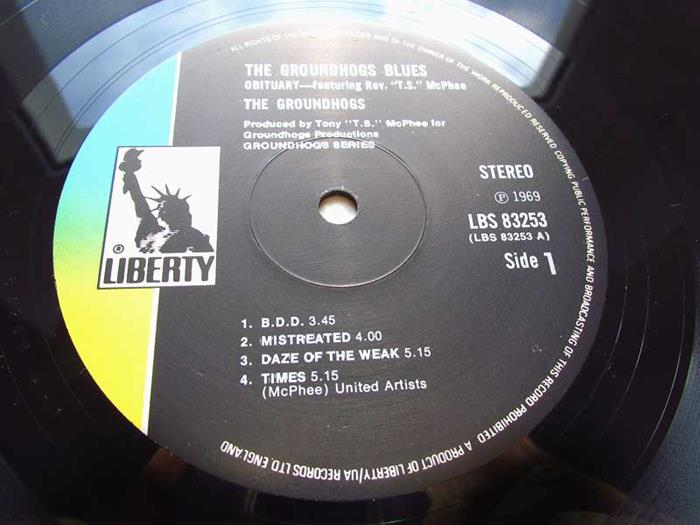 ALL RIGHTS OF THE
AND OF THE OWNER OF THE WORK REPRODUCED RESERVED COPYING PUBLIC PERFORMANCE AND BROADCASTING OF THIS RECORD PROHIBITED. A PRODUCT OF LIBERTY/UA RECORDS LTD. ENGLAND
THE GROUNDHOGS BLUES
OBITUARY—featuring Rev. "T.S." McPhee
THE GROUNDHOGS
Produced by Tony "T.S." McPhee for
Groundhogs Productions
GROUNDHOGS SERIES
STEREO
Ⓟ 1969
LBS 83253
(LBS 83253 A)
Side 1
®
LIBERTY
1. B.D.D. 3.45
2. MISTREATED 4.00
3. DAZE OF THE WEAK 5.15
4. TIMES 5.15
(McPhee) United Artists